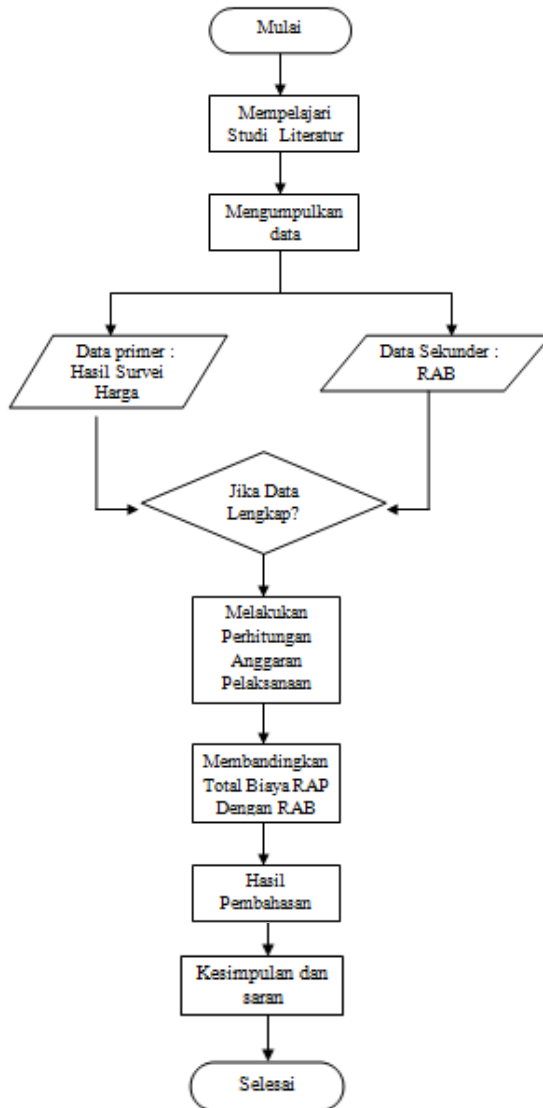 Mulai
Mempelajari
Studi Literatur
Mengumpulkan
data
Data primer :
Hasil Survei
Harga
Data Sekunder :
RAB
Jika Data
Lengkap?
Melakukan
Perhitungan
Anggaran
Pelaksanaan
Membandingkan
Total Biaya RAP
Dengan RAB
Hasil
Pembahasan
Kesimpulan dan
saran
Selesai